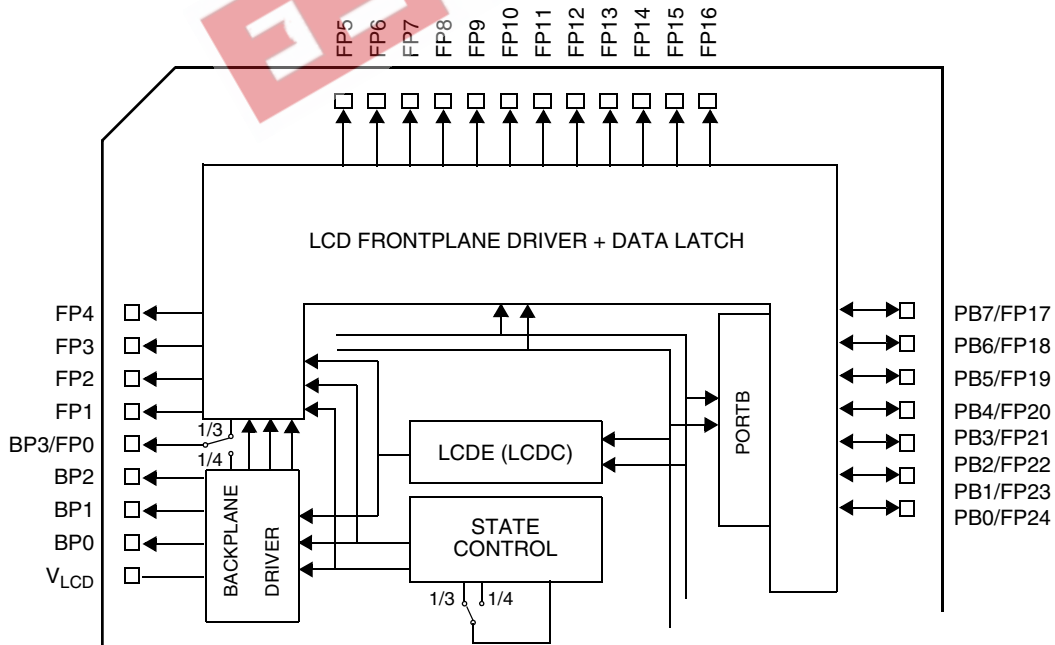 FP5
FP6
FP7
FP8
FP9
FP10
FP11
FP12
FP13
FP14
FP15
FP16
LCD FRONTPLANE DRIVER + DATA LATCH
FP4
FP3
FP2
FP1
BP3/FP0
BP2
BP1
BP0
VLCD
1/3
1/4
BACKPLANE
DRIVER
LCDE (LCDC)
STATE
CONTROL
1/3
1/4
PORTB
PB7/FP17
PB6/FP18
PB5/FP19
PB4/FP20
PB3/FP21
PB2/FP22
PB1/FP23
PB0/FP24